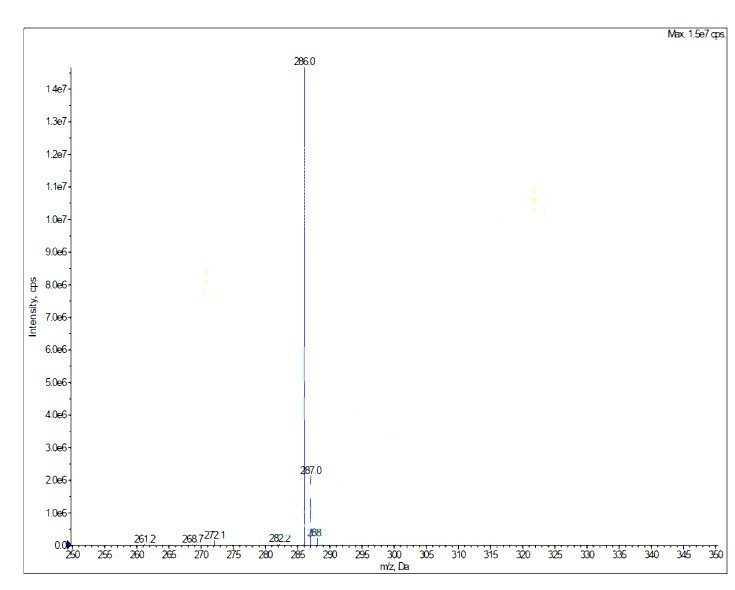 Max. 1.5e7 cps.
286.0
1.4e7
1.3e7
1.2e7
1.1e7
1.0e7
9.0e6
8.0e6
7.0e6
6.0e6
5.0e6
4.0e6
3.0e6
2.0e6
1.0e6
0.0
Intensity, cps
287.0
261.2 268.7 272.1 282.2 288
250 255 260 265 270 275 280 285 290 295 300 305 310 315 320 325 330 335 340 345 350
m/z, Da